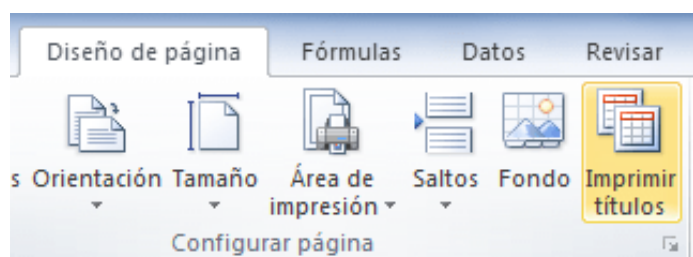 Diseño de página Fórmulas Datos Revisar
s Orientación Tamaño Área de impresión Saltos Fondo Imprimir títulos
Configurar página